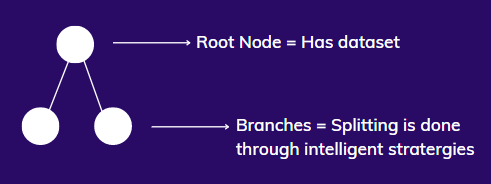 Root Node = Has dataset
Branches = Splitting is done
through intelligent stratergies